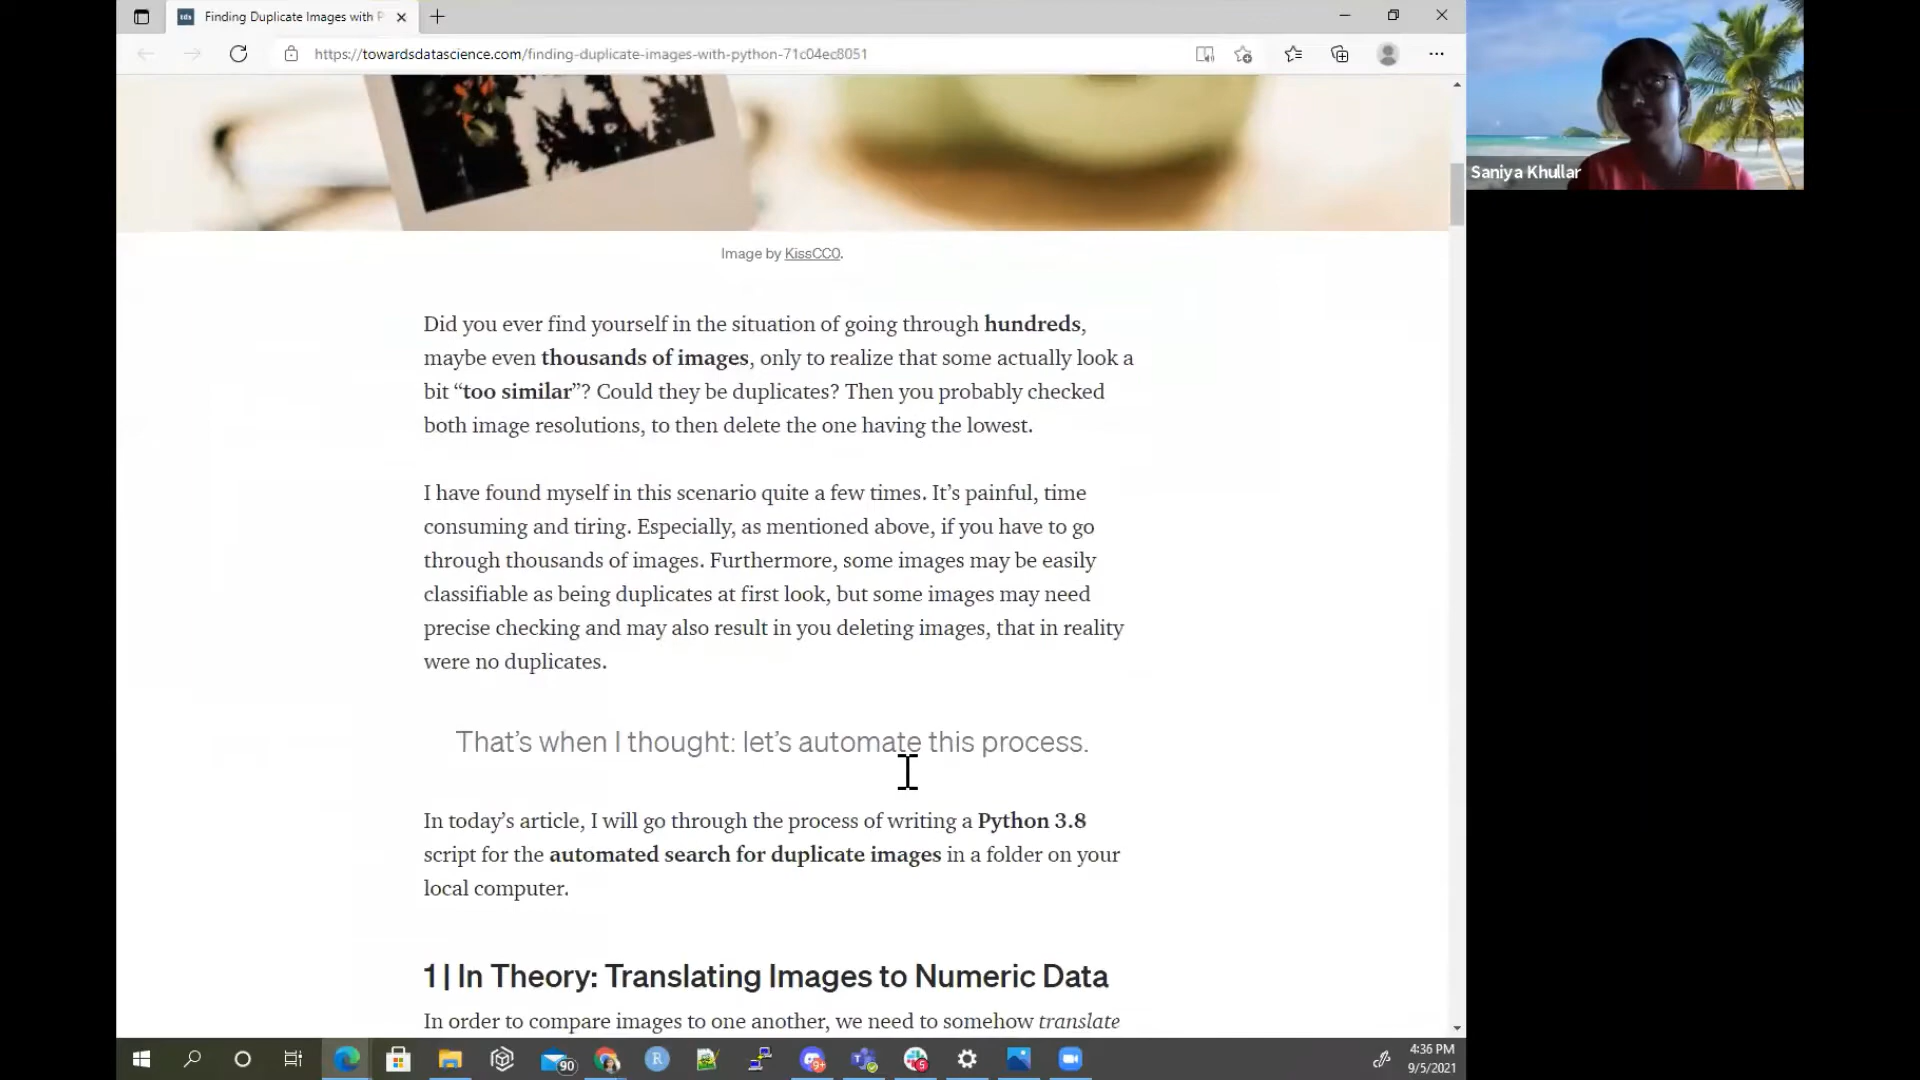 Finding Duplicate Images with P
https://towardsdatascience.com/finding-duplicate-images-with-python-71c04ec8051
Saniya Khullar
Image by KissCC0.
Did you ever find yourself in the situation of going through hundreds,
maybe even thousands of images, only to realize that some actually look a
bit “too similar”? Could they be duplicates? Then you probably checked
both image resolutions, to then delete the one having the lowest.
I have found myself in this scenario quite a few times. It’s painful, time
consuming and tiring. Especially, as mentioned above, if you have to go
through thousands of images. Furthermore, some images may be easily
classifiable as being duplicates at first look, but some images may need
precise checking and may also result in you deleting images, that in reality
were no duplicates.
That’s when I thought: let’s automate this process.
In today’s article, I will go through the process of writing a Python 3.8
script for the automated search for duplicate images in a folder on your
local computer.
1 | In Theory: Translating Images to Numeric Data
In order to compare images to one another, we need to somehow translate
90
4:36 PM
9/5/2021